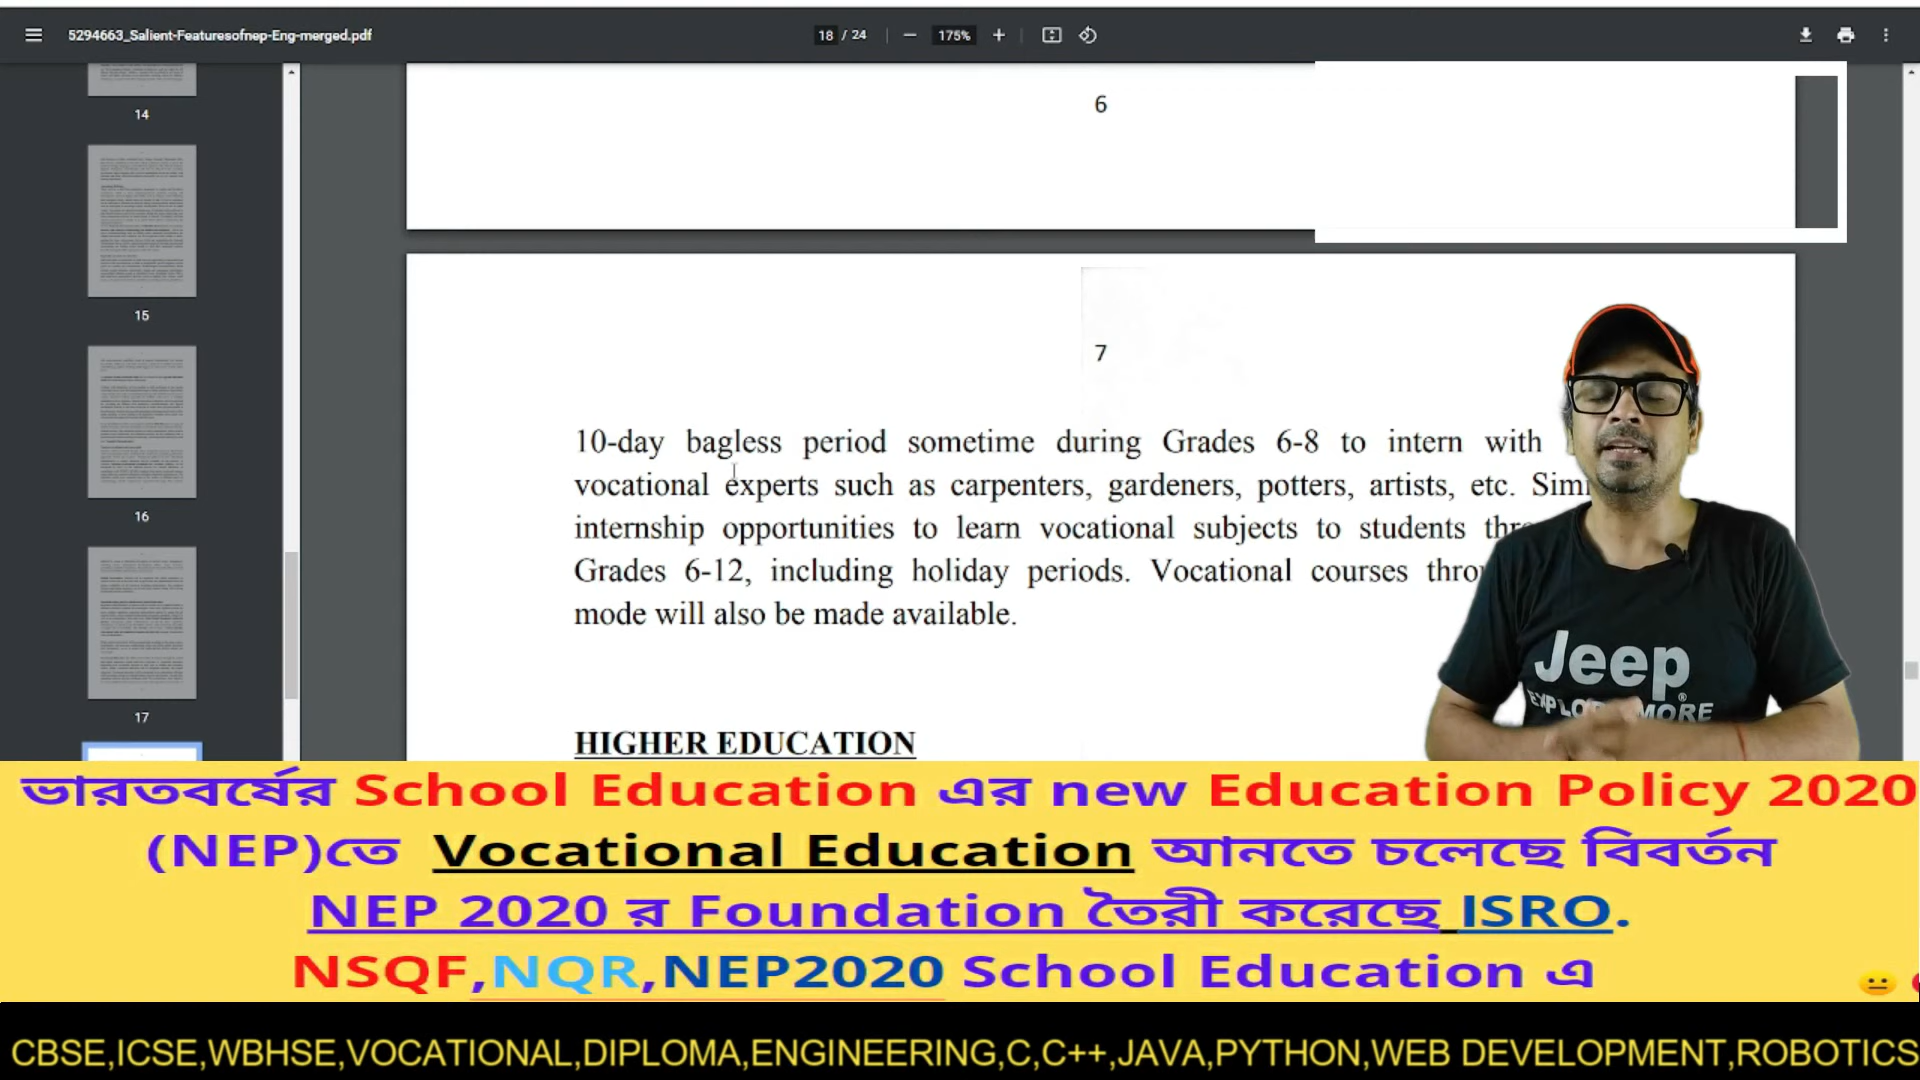 5294663_Salient-Featuresofnep-Eng-merged.pdf
18 / 24
175%
14
15
16
17
6
7
10-day bagless period sometime during Grades 6-8 to intern with
vocational experts such as carpenters, gardeners, potters, artists, etc.
internship opportunities to learn vocational subjects to students
Grades 6-12, including holiday periods. Vocational courses
mode will also be made available.
HIGHER EDUCATION
Jeep
MORE
ভারতবর্ষের School Education এর new Education Policy 2020
(NEP)তে Vocational Education আনতে চলেছে বিবর্তন
NEP 2020 র Foundation তৈরী করেছে ISRO.
NSQF,NQR,NEP2020 School Education এ
CBSE,ICSE,WBHSE,VOCATIONAL,DIPLOMA,ENGINEERING,C,C++,JAVA,PYTHON,WEB DEVELOPMENT,ROBOTICS